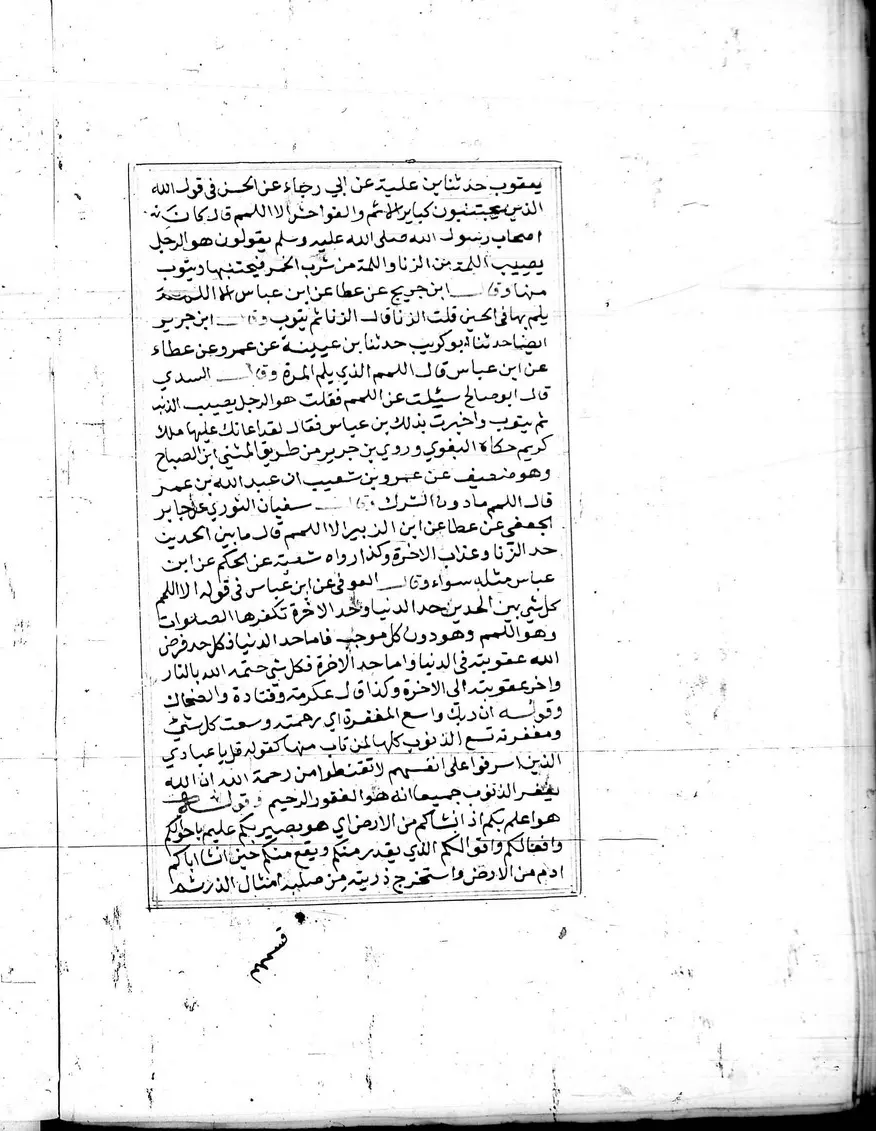 يعقوب حدثنا بن علية عن ابي رجاء عن الحسن في قول الله
الذين يجتنبون كباير الاثم والفواحش الا اللمم قال كان
اصحاب رسول الله صلى الله عليه وسلم يقولون هو الرجل
يصيب اللمة من الزنا واللمة من شرب الخمر فيجتنبها ويتوب
منها وقال ابن جريج عن عطا عن ابن عباس الا اللمم
يلم بها في الحين قلت الزنا قال الزنا ثم يتوب وقال ابن جرير
ايضا حدثنا ابو كريب حدثنا بن عيينة عن عمرو عن عطاء
عن ابن عباس قال اللمم الذي يلم المرة وقال السدي
قال ابو صالح سيئلت عن اللمم فقلت هو الرجل يصيب الذنب
ثم يتوب واخبرت بذلك بن عباس فقال لقد اعانك عليها ملك
كريم حكاه البغوي وروي بن جرير من طريق المثني ابن الصباح
وهو ضعيف عن عمرو بن شعيب ان عبد الله بن عمر
قال اللمم ما دون الشرك وقال سفيان الثوري عن جابر
الجعفي عن عطا عن ابن الزبير الا اللمم قال ما بين الحدين
حد الزنا وعذاب الاخرة وكذا رواه شعبة عن الحكم عن ابن
عباس مثله سواء وقال العوفي عن ابن عباس في قوله الا اللمم
كل شي بين الحدين حد الدنيا وحد الاخرة تكفرها الصلوات
وهو اللمم وهو دون كل موجب فاما حد الدنيا فكل حد فرض
الله عقوبته في الدنيا واما حد الاخرة فكل شي ختمه الله بالنار
واخر عقوبته الى الاخرة وكذا قال عكرمة وقتادة والضحاك
وقوله ان ربك واسع المغفرة اي رحمته وسعت كل شيئ
ومغفرته تسع الذنوب كلها لمن تاب منها كقوله قل يا عبادي
الذين اسرفوا على انفسهم لا تقنطوا من رحمة الله ان الله
يغفر الذنوب جميعا انه هو الغفور الرحيم وقوله
هو اعلم بكم اذ انشاكم من الارض اي هو بصير بكم عليم باحوالكم
وافعالكم واقوالكم الذي يقدر منكم ويقع منكم حين انشا اباكم
ادم من الارض واستخرج ذريته من صلبه امثال الذر ثم
قسمهم